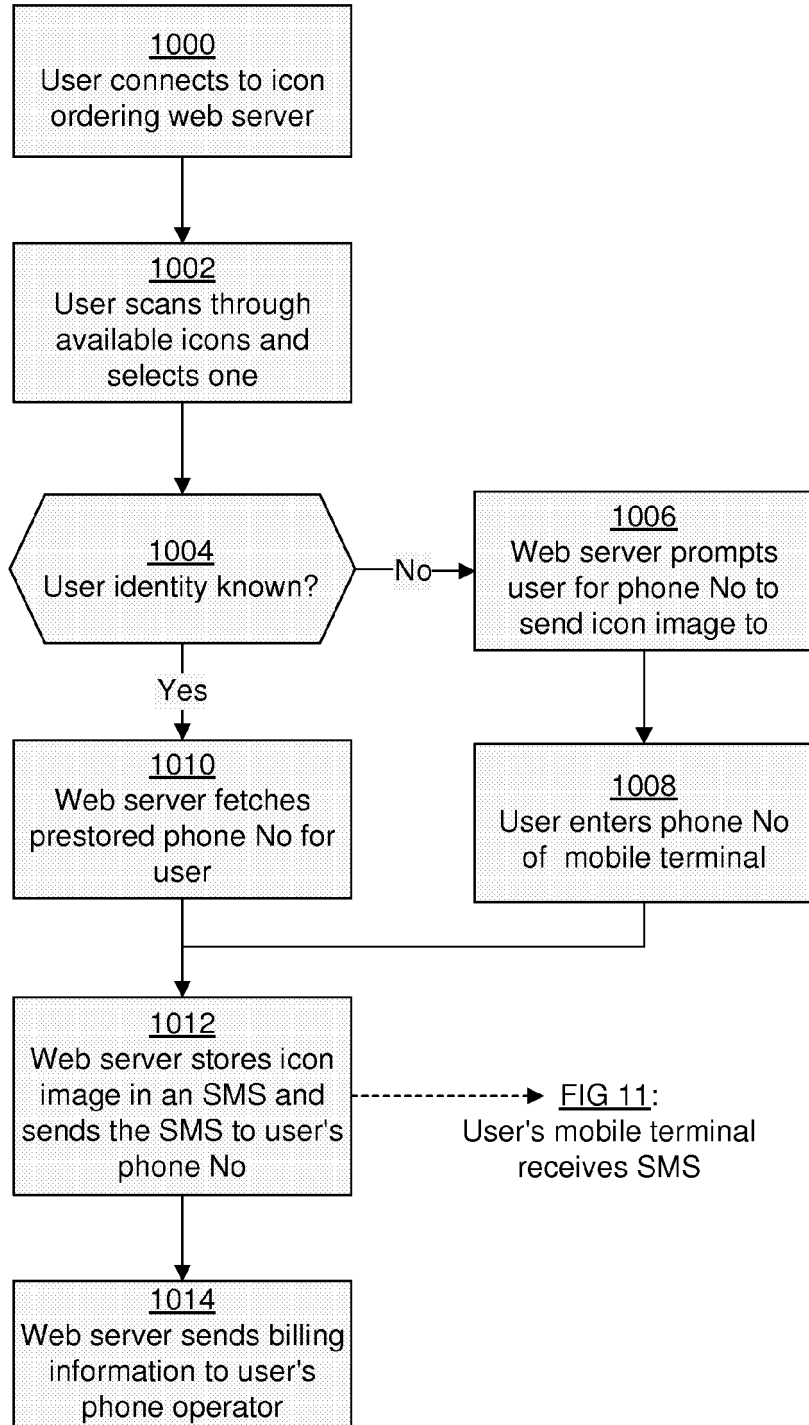 1000
User connects to icon
ordering web server
1002
User scans through
available icons and
selects one
1004
User identity known?
No
1006
Web server prompts
user for phone No to
send icon image to
Yes
1010
Web server fetches
prestored phone No for
user
1008
User enters phone No
of mobile terminal
1012
Web server stores icon
image in an SMS and
sends the SMS to user's
phone No
FIG 11:
User's mobile terminal
receives SMS
1014
Web server sends billing
information to user's
phone operator